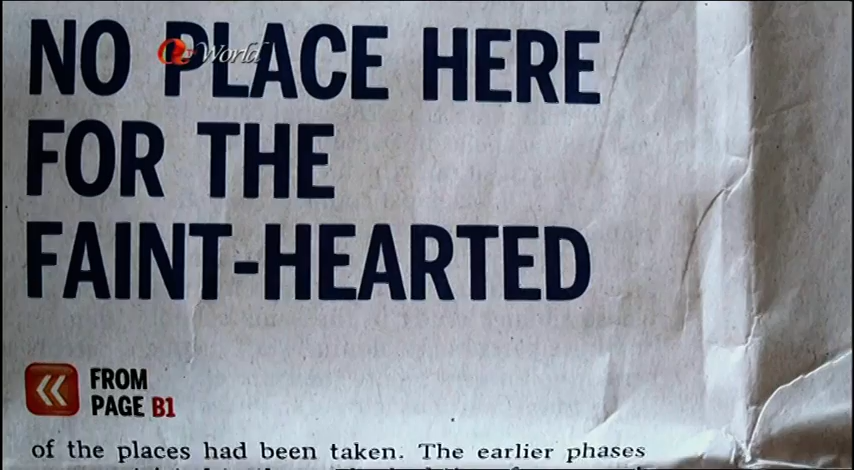 NO PLACE HERE
World
FOR THE
FAINT-HEARTED
FROM
PAGE B1
of the places had been taken. The earlier phases